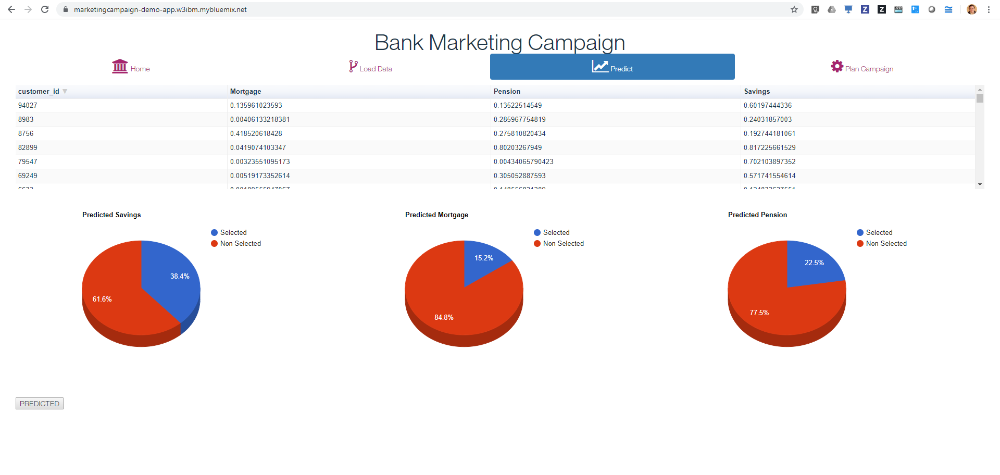 marketingcampaign-demo-app.w3ibm.mybluemix.net
Bank Marketing Campaign
Home Load Data Predict Plan Campaign
customer_id Mortgage Pension Savings
94027 0.135961023593 0.13522514549 0.60197444336
8983 0.00406133218381 0.285967754819 0.24031857003
8756 0.418520618428 0.275810820434 0.192744181061
82899 0.0419074103347 0.80203267949 0.817225661529
79547 0.00323551095173 0.00434065790423 0.702103897352
69249 0.00519173352614 0.305052887593 0.571741554614
Predicted Savings
Selected
Non Selected
38.4%
61.6%
Predicted Mortgage
Selected
Non Selected
15.2%
84.8%
Predicted Pension
Selected
Non Selected
22.5%
77.5%
PREDICTED